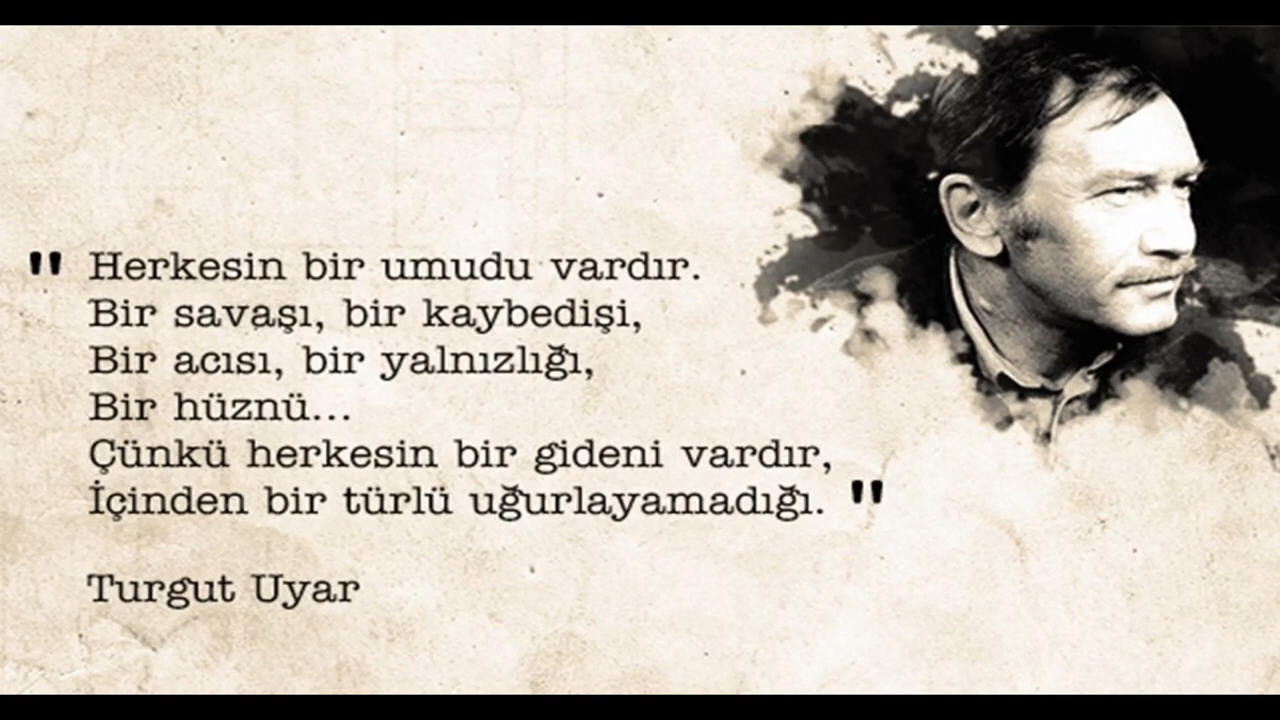 " Herkesin bir umudu vardır.
Bir savaşı, bir kaybedişi,
Bir acısı, bir yalnızlığı,
Bir hüznü...
Çünkü herkesin bir gideni vardır,
İçinden bir türlü uğurlayamadığı. "
Turgut Uyar